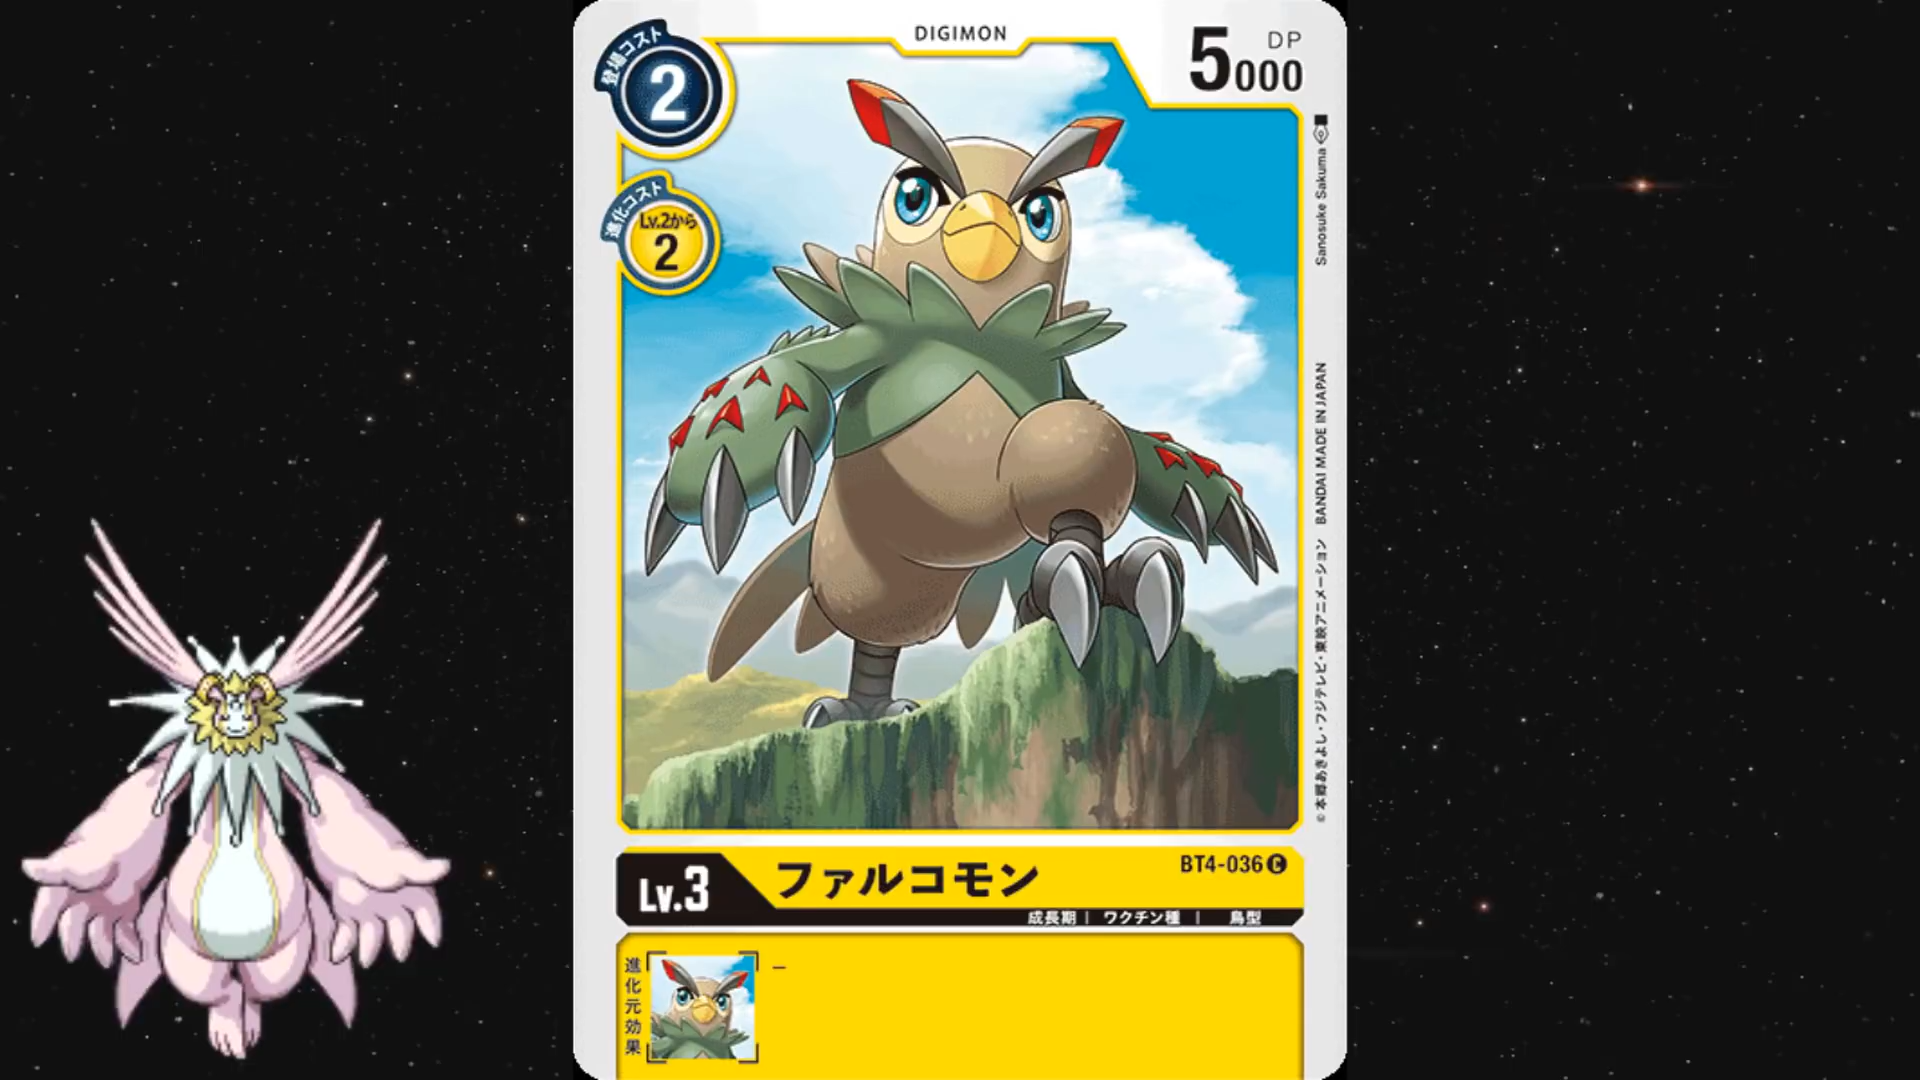 登場コスト
2
DIGIMON
DP
5000
進化コスト
Lv.2から
2
Sanosuke Sakuma
BANDAI MADE IN JAPAN
©本郷あきよし・フジテレビ・東映アニメーション
Lv.3
ファルコモン
BT4-036 C
成長期 | ワクチン種 | 鳥型
進化元効果
–